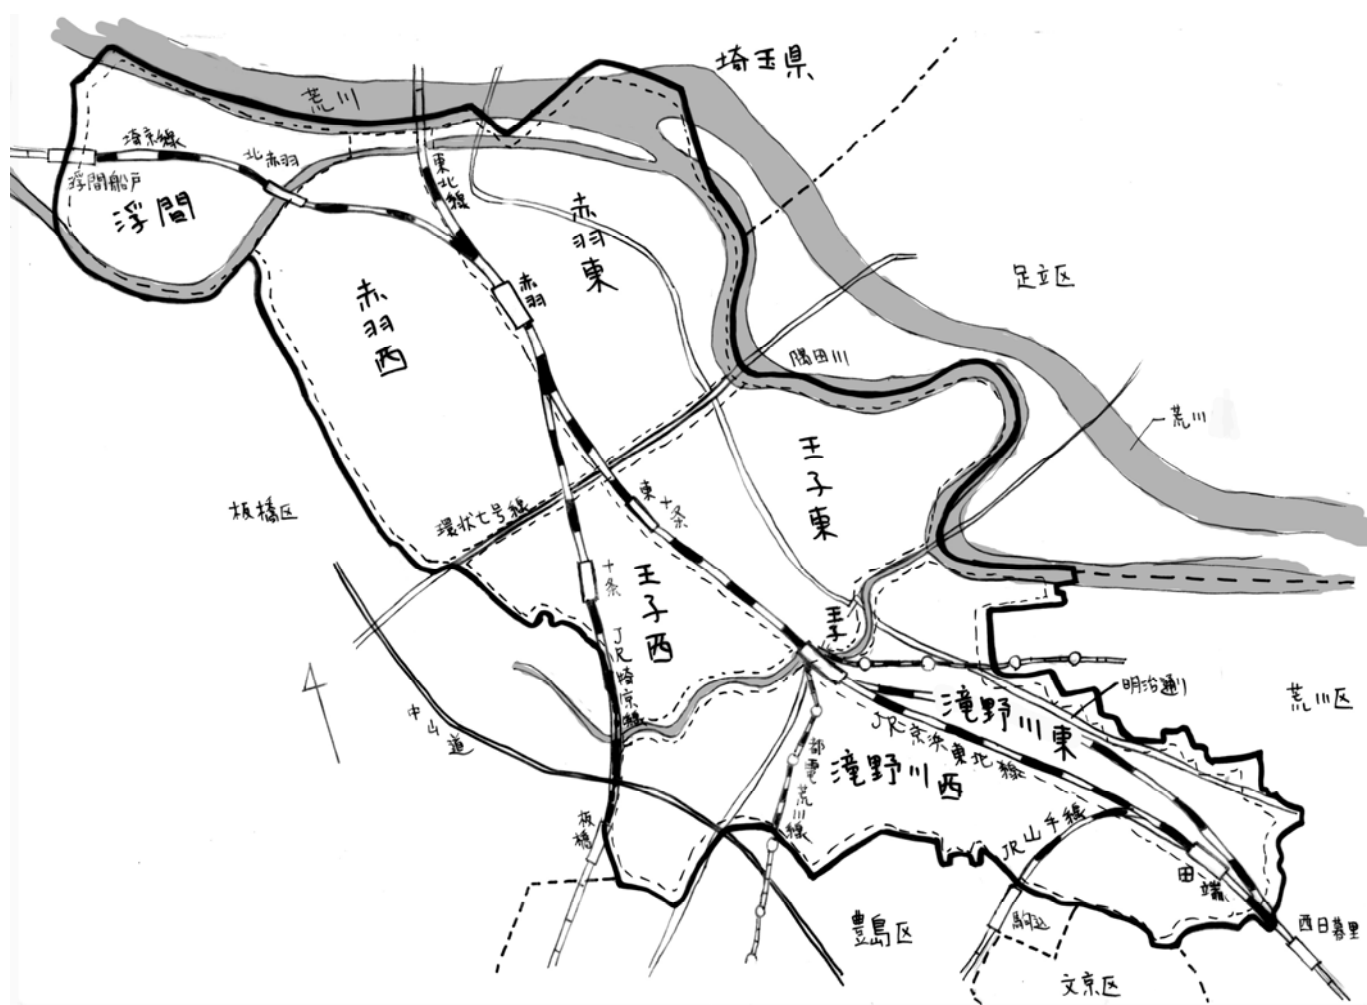 埼玉県
荒川
埼京線
北赤羽
浮間船戸
浮間
東北線
赤羽東
赤羽
赤羽西
足立区
隅田川
荒川
王子東
板橋区
環状七号線
東十条
十条
王子西
王子
JR埼京線
中山道
明治通り
荒川区
滝野川東
JR京浜東北線
滝野川西
都電荒川線
板橋
JR山手線
田端
駒込
西日暮里
豊島区
文京区